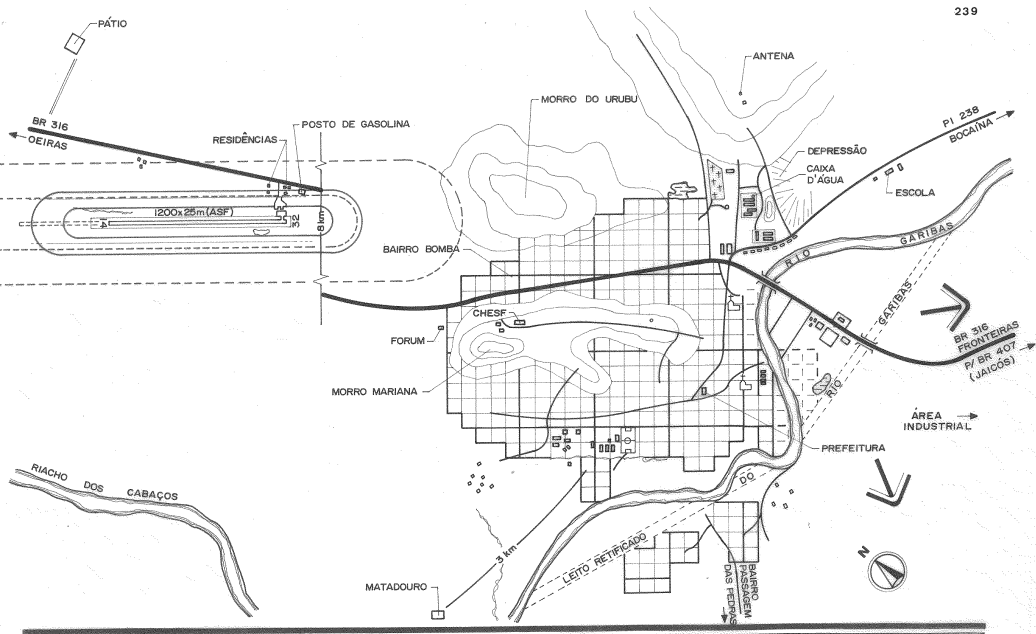 239
PÁTIO
ANTENA
MORRO DO URUBU
BR 316
OEIRAS
RESIDÊNCIAS
POSTO DE GASOLINA
PI 238
BOCAÍNA
DEPRESSÃO
CAIXA
D'ÁGUA
ESCOLA
1200x25m (ASF)
14
32
8 km
BAIRRO BOMBA
RIO GARIBAS
CHESF
FORUM
RIO GARIBAS
BR 316
FRONTEIRAS
P/ BR 407
(JAICÓS)
MORRO MARIANA
ÁREA
INDUSTRIAL
PREFEITURA
RIACHO DOS CABAÇOS
3 km
LEITO RETIFICADO DO
MATADOURO
BAIRRO
PASSAGEM
DAS PEDRAS
N